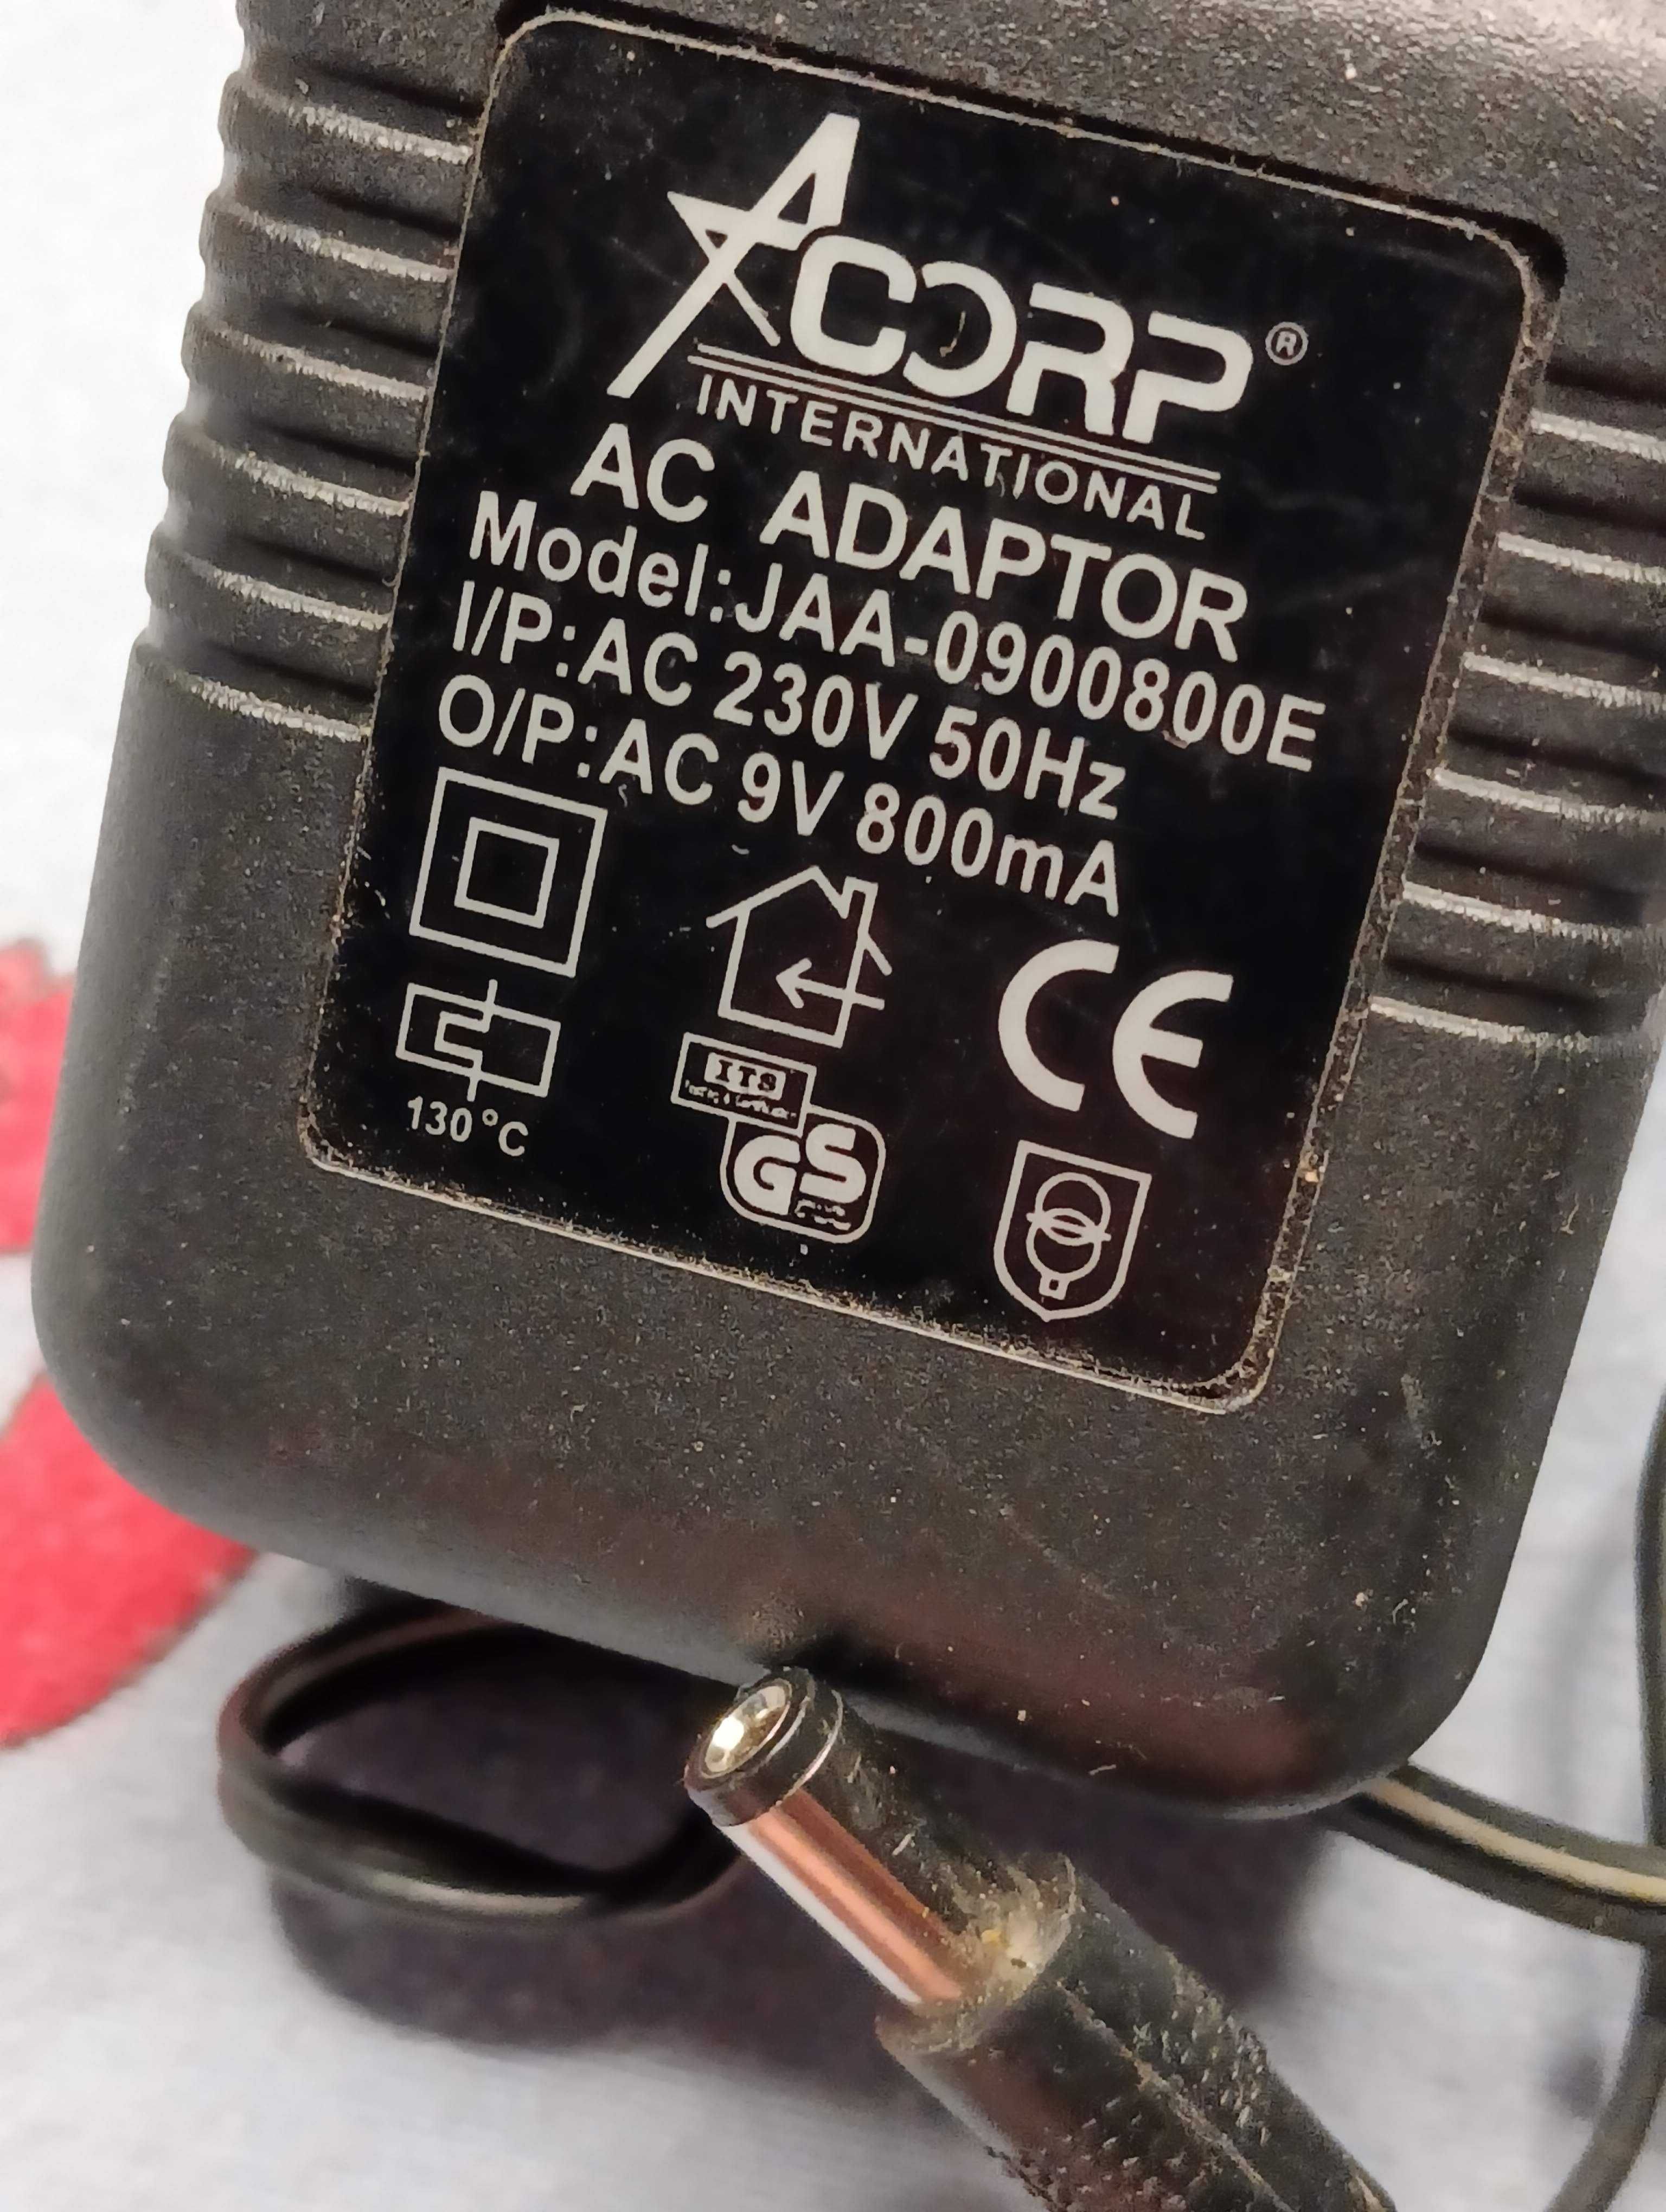 ACORP®
INTERNATIONAL
AC ADAPTOR
Model:JAA-0900800E
I/P:AC 230V 50Hz
O/P:AC 9V 800mA
CE
130°C
ITS
GS